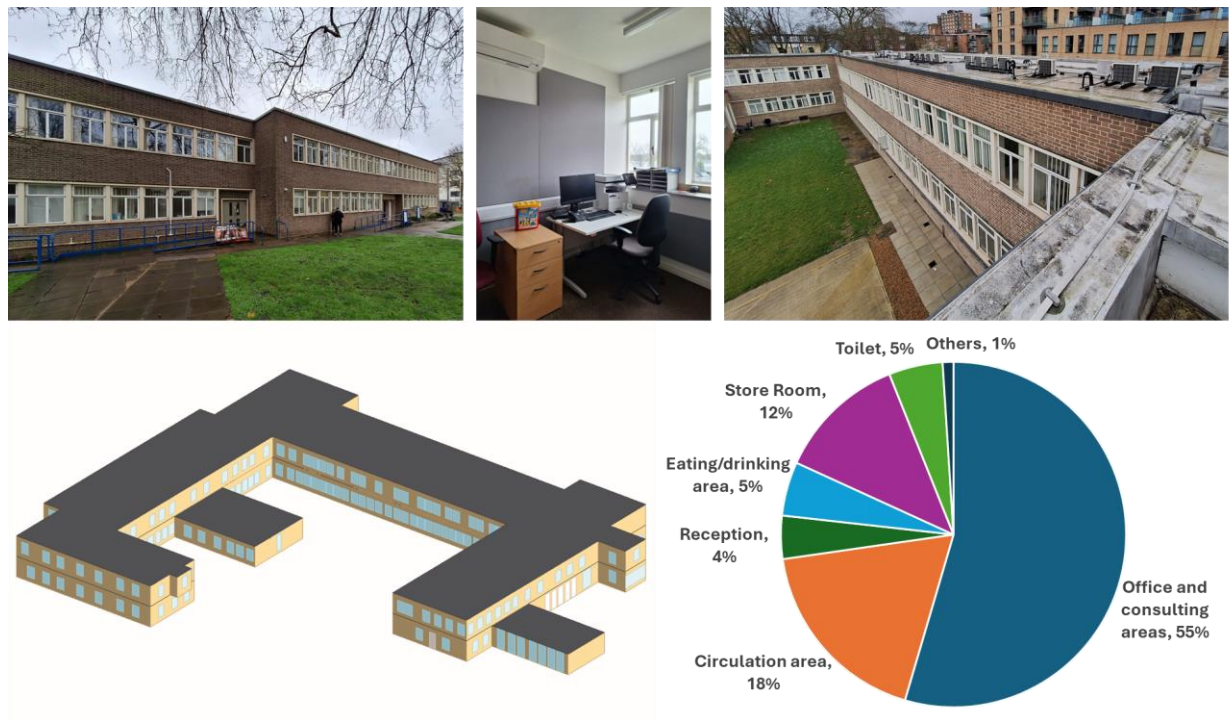 Toilet, 5%
Others, 1%
Store Room,
12%
Eating/drinking
area, 5%
Reception,
4%
Office and
consulting
areas, 55%
Circulation area,
18%